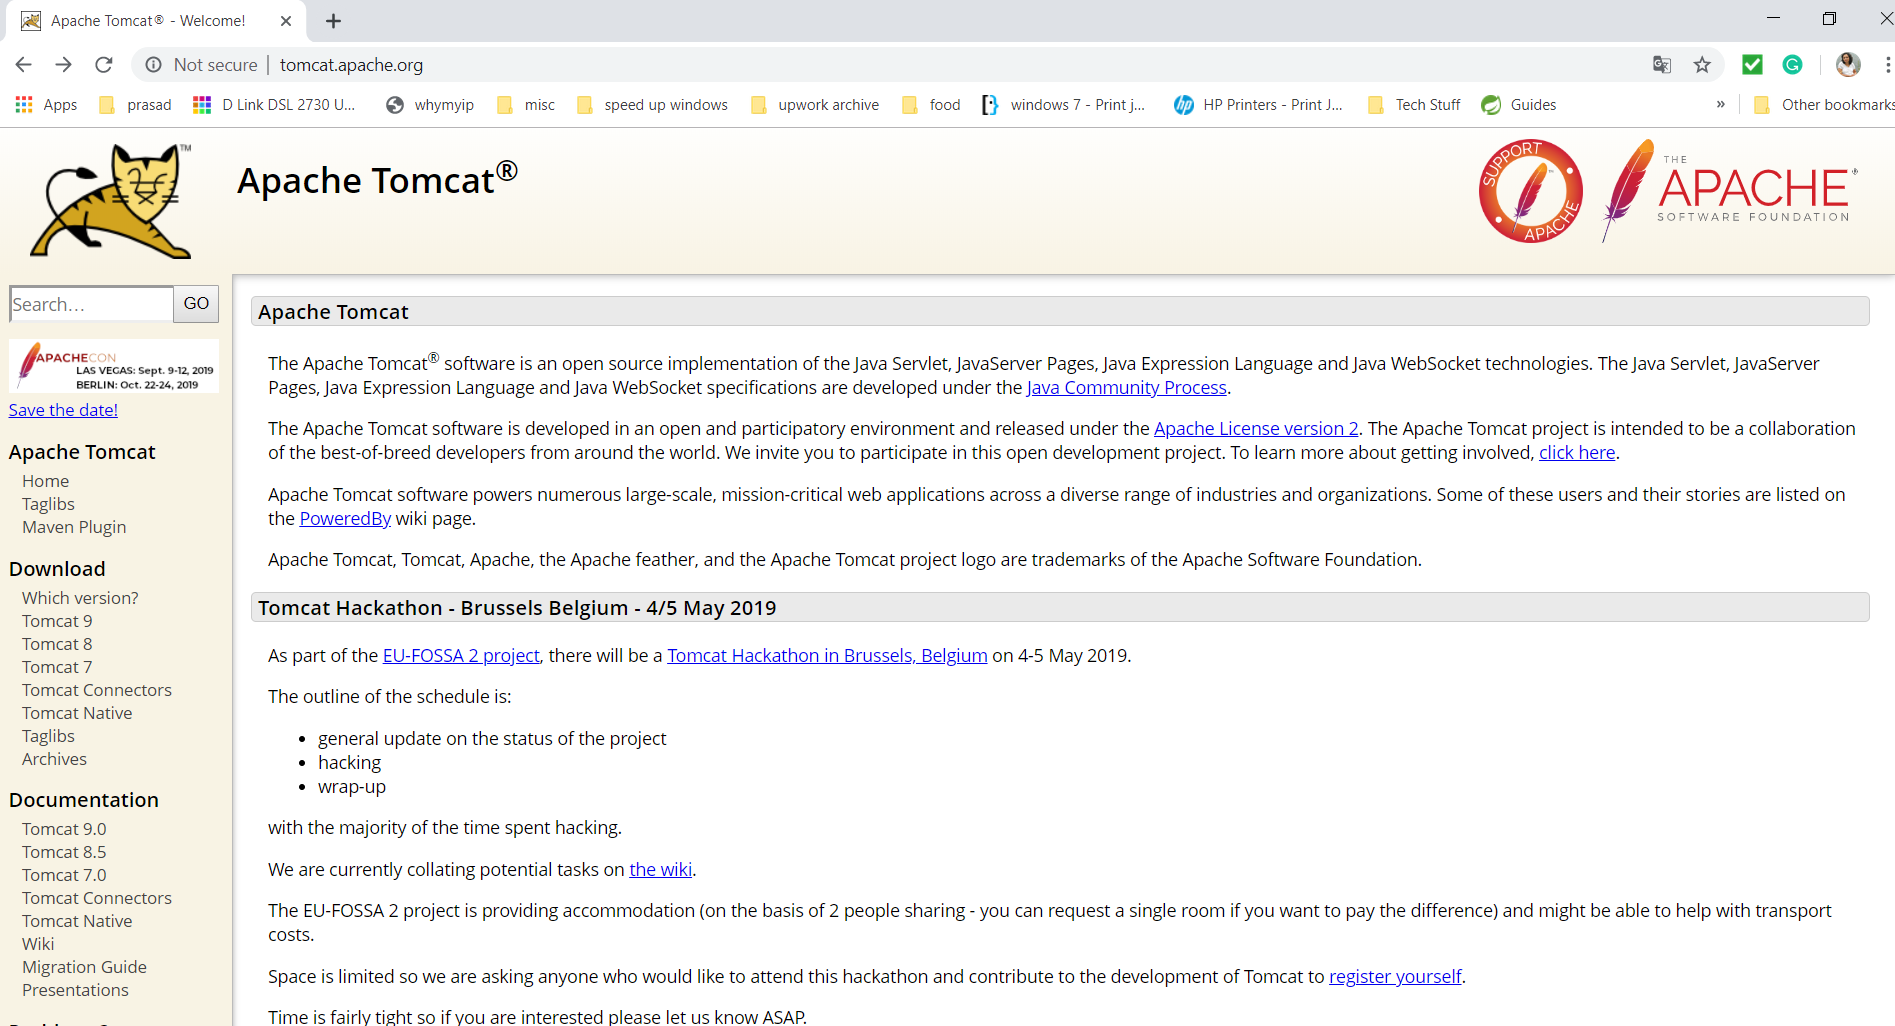 Apache Tomcat® - Welcome!
Not secure | tomcat.apache.org
Apps prasad D Link DSL 2730 U... whymyip misc speed up windows upwork archive food windows 7 - Print j... HP Printers - Print J... Tech Stuff Guides » Other bookmarks
TM
Apache Tomcat®
SUPPORT APACHE
THE
APACHE®
SOFTWARE FOUNDATION
Search...
GO
APACHECON
LAS VEGAS: Sept. 9-12, 2019
BERLIN: Oct. 22-24, 2019
Save the date!
Apache Tomcat
Home
Taglibs
Maven Plugin
Download
Which version?
Tomcat 9
Tomcat 8
Tomcat 7
Tomcat Connectors
Tomcat Native
Taglibs
Archives
Documentation
Tomcat 9.0
Tomcat 8.5
Tomcat 7.0
Tomcat Connectors
Tomcat Native
Wiki
Migration Guide
Presentations
Apache Tomcat
The Apache Tomcat® software is an open source implementation of the Java Servlet, JavaServer Pages, Java Expression Language and Java WebSocket technologies. The Java Servlet, JavaServer
Pages, Java Expression Language and Java WebSocket specifications are developed under the Java Community Process.
The Apache Tomcat software is developed in an open and participatory environment and released under the Apache License version 2. The Apache Tomcat project is intended to be a collaboration
of the best-of-breed developers from around the world. We invite you to participate in this open development project. To learn more about getting involved, click here.
Apache Tomcat software powers numerous large-scale, mission-critical web applications across a diverse range of industries and organizations. Some of these users and their stories are listed on
the PoweredBy wiki page.
Apache Tomcat, Tomcat, Apache, the Apache feather, and the Apache Tomcat project logo are trademarks of the Apache Software Foundation.
Tomcat Hackathon - Brussels Belgium - 4/5 May 2019
As part of the EU-FOSSA 2 project, there will be a Tomcat Hackathon in Brussels, Belgium on 4-5 May 2019.
The outline of the schedule is:
• general update on the status of the project
• hacking
• wrap-up
with the majority of the time spent hacking.
We are currently collating potential tasks on the wiki.
The EU-FOSSA 2 project is providing accommodation (on the basis of 2 people sharing - you can request a single room if you want to pay the difference) and might be able to help with transport
costs.
Space is limited so we are asking anyone who would like to attend this hackathon and contribute to the development of Tomcat to register yourself.
Time is fairly tight so if you are interested please let us know ASAP.